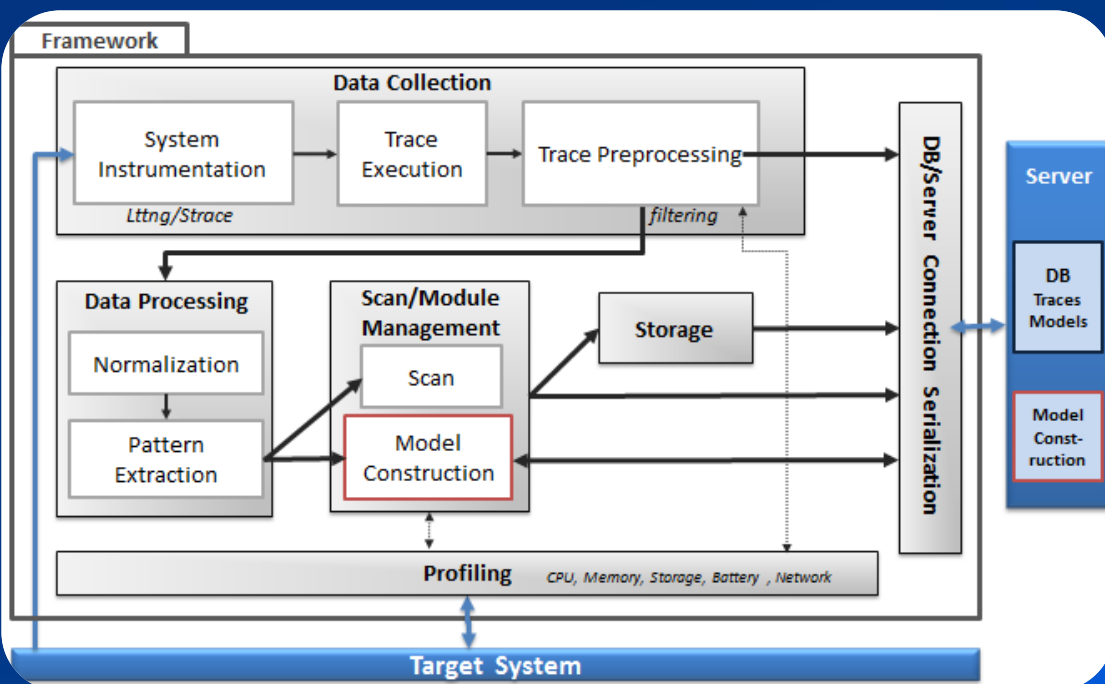 Framework
Data Collection
System
Instrumentation
Trace
Execution
Trace Preprocessing
Lttng/Strace
filtering
Data Processing
Normalization
Pattern
Extraction
Scan/Module
Management
Scan
Model
Construction
Storage
DB/Server Connection Serialization
Server
DB
Traces
Models
Model
Const-
ruction
Profiling
CPU, Memory, Storage, Battery , Network
Target System